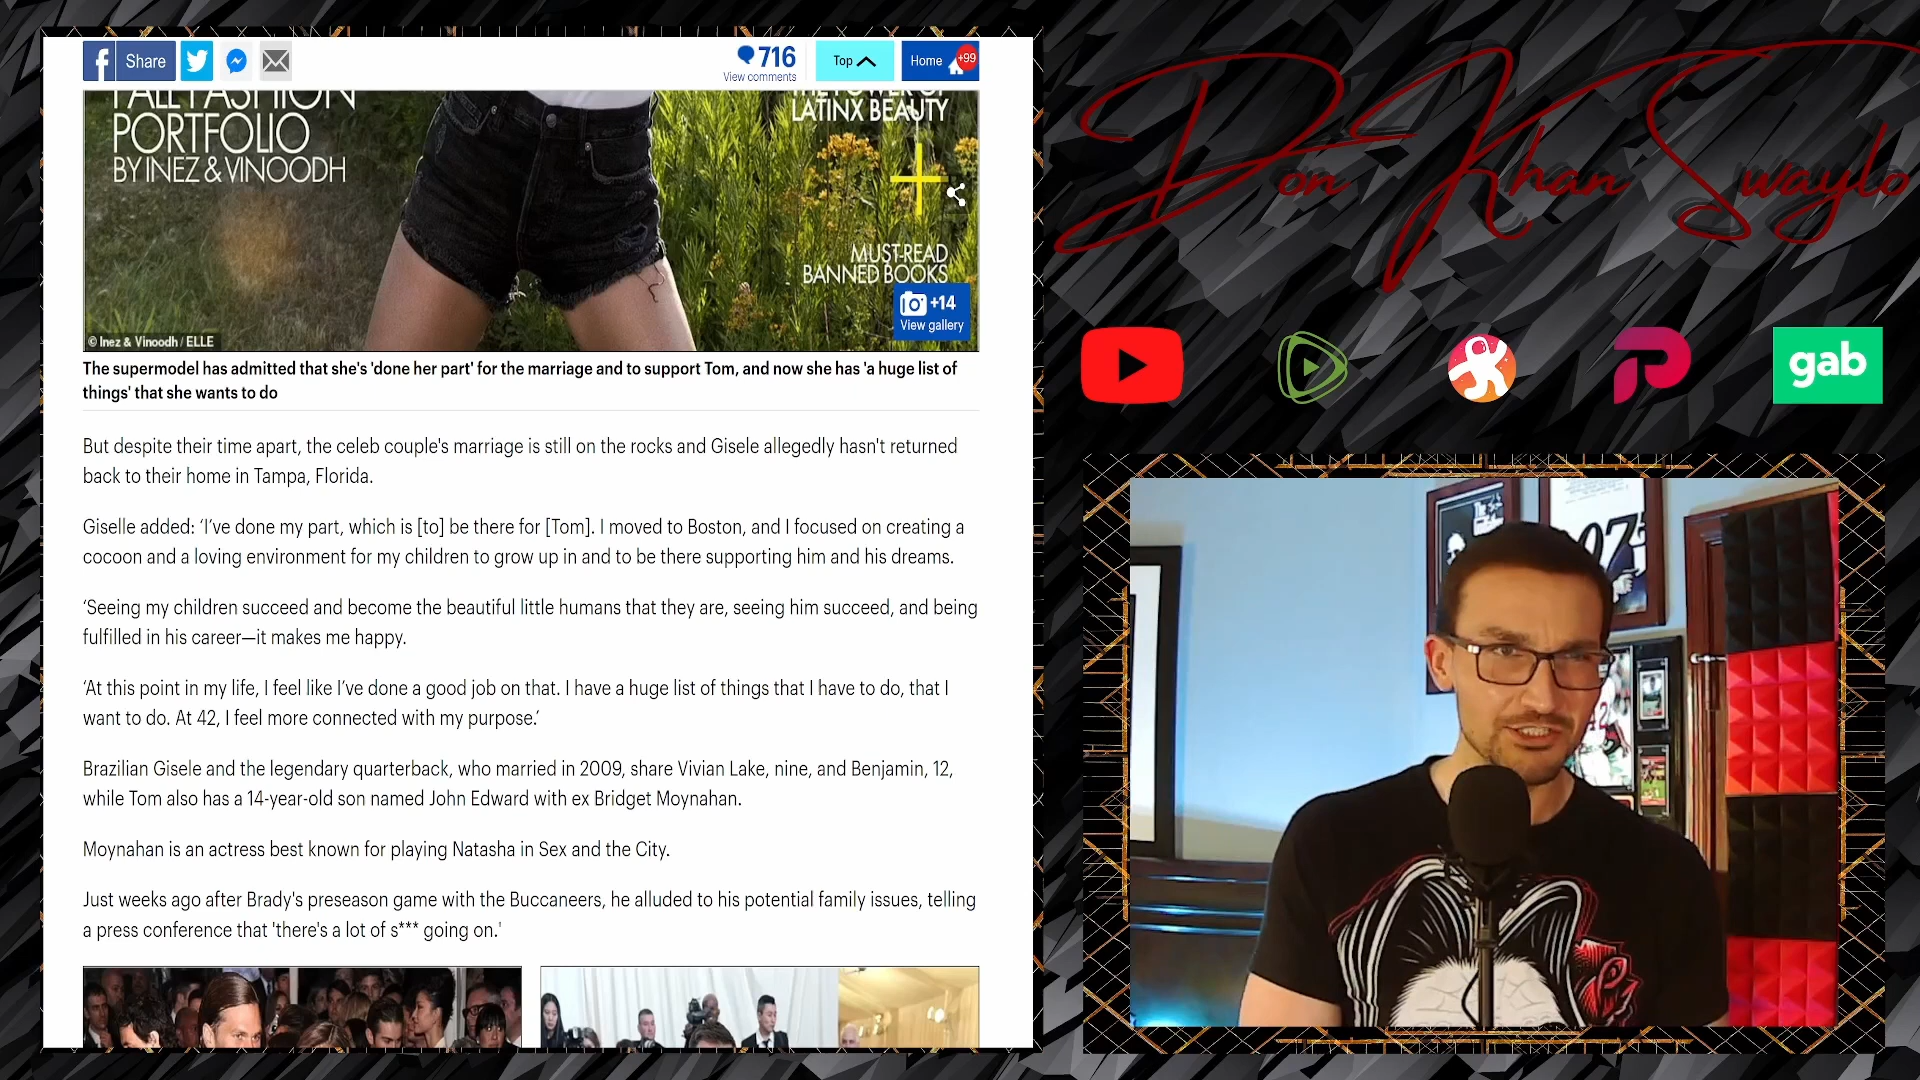 Share
716
View comments
Top
Home
+99
FALL FASHION
PORTFOLIO
BY INEZ & VINOODH
THE POWER OF
LATINX BEAUTY
MUST-READ
BANNED BOOKS
+14
View gallery
© Inez & Vinoodh / ELLE
The supermodel has admitted that she's 'done her part' for the marriage and to support Tom, and now she has 'a huge list of
things' that she wants to do
But despite their time apart, the celeb couple's marriage is still on the rocks and Gisele allegedly hasn't returned
back to their home in Tampa, Florida.
Giselle added: ‘I’ve done my part, which is [to] be there for [Tom]. I moved to Boston, and I focused on creating a
cocoon and a loving environment for my children to grow up in and to be there supporting him and his dreams.
‘Seeing my children succeed and become the beautiful little humans that they are, seeing him succeed, and being
fulfilled in his career—it makes me happy.
‘At this point in my life, I feel like I’ve done a good job on that. I have a huge list of things that I have to do, that I
want to do. At 42, I feel more connected with my purpose.’
Brazilian Gisele and the legendary quarterback, who married in 2009, share Vivian Lake, nine, and Benjamin, 12,
while Tom also has a 14-year-old son named John Edward with ex Bridget Moynahan.
Moynahan is an actress best known for playing Natasha in Sex and the City.
Just weeks ago after Brady's preseason game with the Buccaneers, he alluded to his potential family issues, telling
a press conference that 'there's a lot of s*** going on.'
Don Khan Swaylo
gab
007